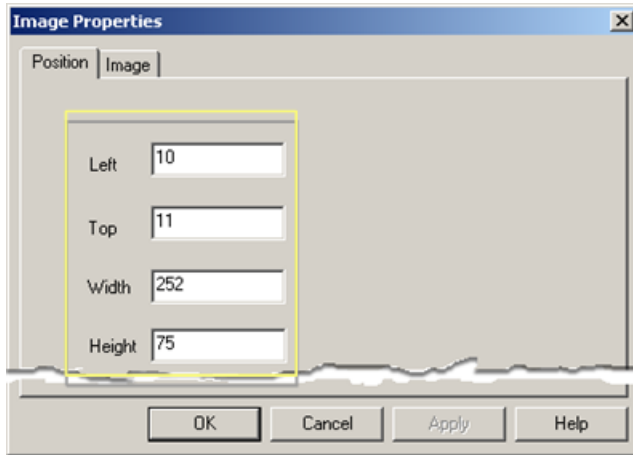 Image Properties
Position Image
Left 10
Top 11
Width 252
Height 75
OK Cancel Apply Help